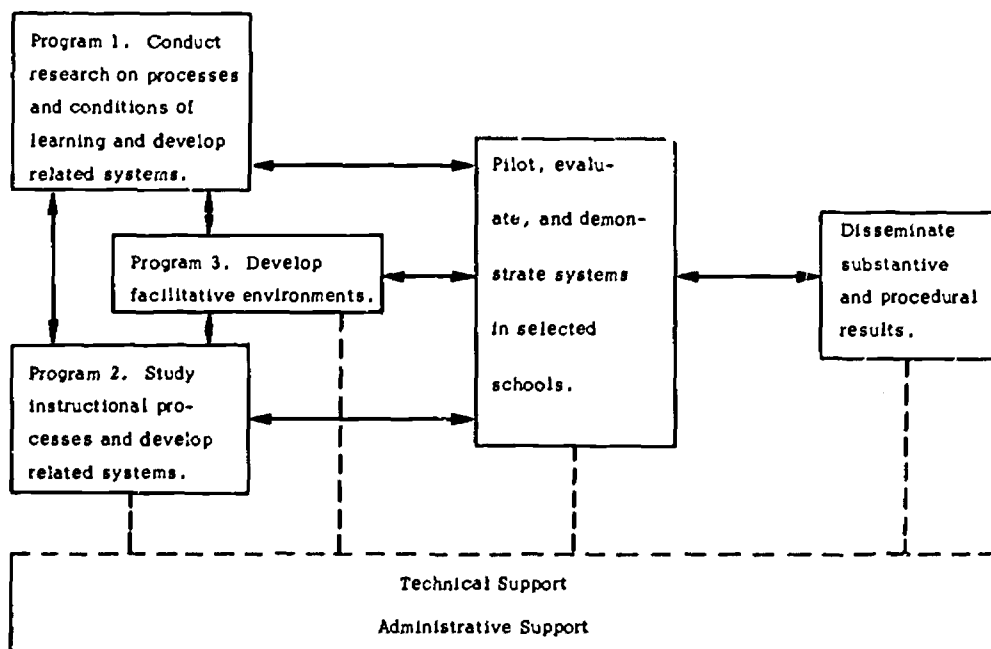 Program 1. Conduct
research on processes
and conditions of
learning and develop
related systems.
Program 3. Develop
facilitative environments.
Program 2. Study
instructional pro-
cesses and develop
related systems.
Pilot, evalu-
ate, and demon-
strate systems
in selected
schools.
Disseminate
substantive
and procedural
results.
Technical Support
Administrative Support